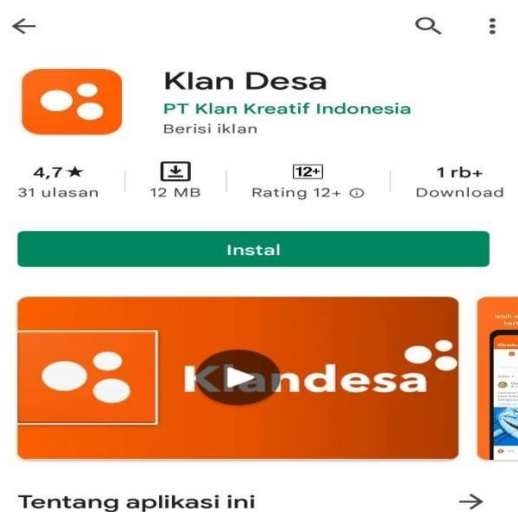 Klan Desa
PT Klan Kreatif Indonesia
Berisi iklan
4,7★
31 ulasan
12 MB
12+
Rating 12+
1 rb+
Download
Instal
Klandesa
Tentang aplikasi ini